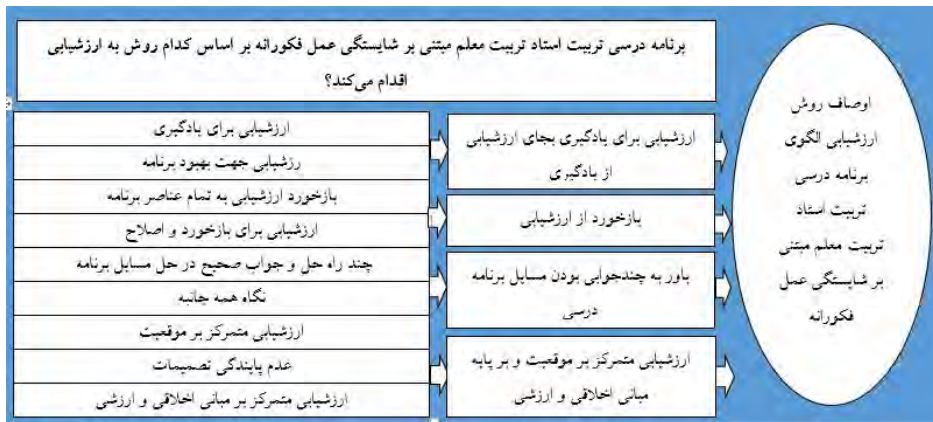 برنامه درسی تربیت استاد تربیت معلم مبتنی بر شایستگی عمل فکورانه بر اساس کدام روش به ارزشیابی
اقدام می‌کند؟
ارزشیابی برای یادگیری
رزشیابی جهت بهبود برنامه
بازخورد ارزشیابی به تمام عناصر برنامه
ارزشیابی برای بازخورد و اصلاح
چند راه حل و جواب صحیح در حل مسایل برنامه
نگاه همه جانبه
ارزشیابی متمرکز بر موقعیت
عدم پایندگی تصمیمات
ارزشیابی متمرکز بر مبانی اخلاقی و ارزشی
ارزشیابی برای یادگیری بجای ارزشیابی
از یادگیری
بازخورد از ارزشیابی
باور به چندجوابی بودن مسایل برنامه
درسی
ارزشیابی متمرکز بر موقعیت و بر پایه
مبانی اخلاقی و ارزشی
اوصاف روش
ارزشیابی الگوی
برنامه درسی
تربیت استاد
تربیت معلم مبتنی
بر شایستگی عمل
فکورانه